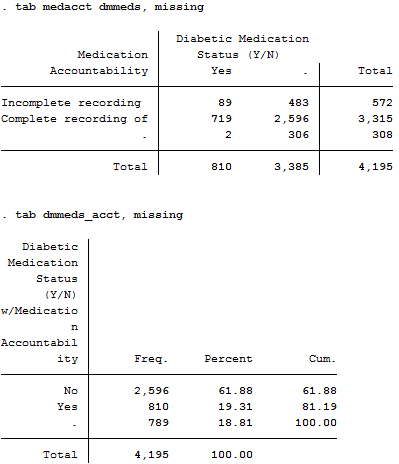 . tab medacct dmmeds, missing
Diabetic Medication
Medication Status (Y/N)
Accountability Yes . Total
Incomplete recording 89 483 572
Complete recording of 719 2,596 3,315
. 2 306 308
Total 810 3,385 4,195
. tab dmmeds_acct, missing
Diabetic
Medication
Status
(Y/N)
w/Medicatio
n
Accountabil
ity Freq. Percent Cum.
No 2,596 61.88 61.88
Yes 810 19.31 81.19
. 789 18.81 100.00
Total 4,195 100.00